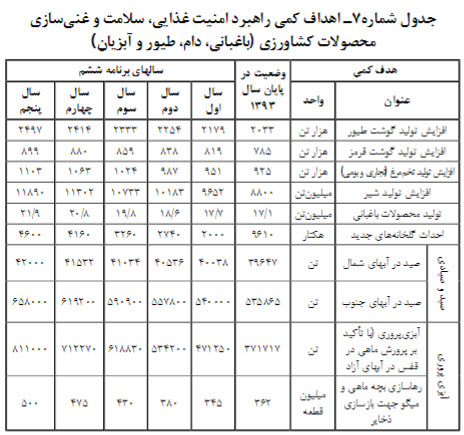 جدول شماره۷ـ اهداف کمی راهبرد امنیت غذایی، سلامت و غنی‌سازی
محصولات کشاورزی (باغبانی، دام، طیور و آبزیان)
هدف کمی وضعیت در پایان سال ۱۳۹۳ سالهای برنامه ششم
عنوان واحد سال اول سال دوم سال سوم سال چهارم سال پنجم
افزایش تولید گوشت طیور هزار تن ۲۰۳۳ ۲۱۷۹ ۲۲۵۴ ۲۳۳۳ ۲۴۱۴ ۲۴۹۷
افزایش تولید گوشت قرمز هزار تن ۷۸۵ ۸۱۹ ۸۳۸ ۸۵۹ ۸۸۰ ۸۹۹
افزایش تولید تخم‌مرغ (تجاری و بومی) هزار تن ۹۲۵ ۹۵۱ ۹۸۷ ۱۰۲۴ ۱۰۶۳ ۱۱۰۳
افزایش تولید شیر میلیون‌تن ۸۸۰۰ ۹۶۵۲ ۱۰۱۸۳ ۱۰۷۳۳ ۱۱۳۰۲ ۱۱۸۹۰
تولید محصولات باغبانی میلیون‌تن ۱۷/۱ ۱۷/۷ ۱۸/۶ ۱۹/۸ ۲۰/۸ ۲۱/۹
احداث گلخانه‌های جدید هکتار ۹۶۱۰ ۲۰۰۰ ۲۷۴۰ ۳۲۶۰ ۴۱۶۰ ۴۶۰۰
صید و صیادی
صید در آبهای شمال تن ۳۹۶۴۷ ۴۰۰۳۸ ۴۰۵۳۶ ۴۱۰۳۴ ۴۱۵۳۲ ۴۲۰۰۰
صید در آبهای جنوب تن ۵۳۵۸۶۵ ۵۴۰۰۰۰ ۵۵۷۸۰۰ ۵۹۰۹۰۰ ۶۱۹۲۰۰ ۶۵۸۰۰۰
آبزی پروری
آبزی‌پروری (با تأکید
بر پرورش ماهی در
قفس در آبهای آزاد تن ۳۷۱۷۱۷ ۴۷۱۲۵۰ ۵۳۴۲۰۰ ۶۱۸۸۳۰ ۷۱۲۲۷۰ ۸۱۱۰۰۰
رهاسازی بچه ماهی و
میگو جهت بازسازی
ذخایر میلیون قطعه ۳۶۲ ۳۴۵ ۳۸۰ ۴۳۰ ۴۷۵ ۵۰۰